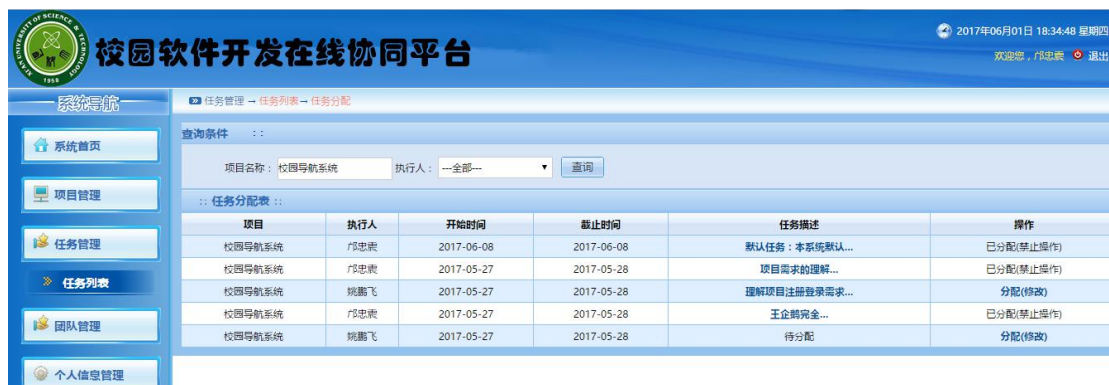 校园软件开发在线协同平台
2017年06月01日 18:34:48 星期四
欢迎您，邝忠震 退出
系统导航
任务管理 → 任务列表 → 任务分配
系统首页
项目管理
任务管理
任务列表
团队管理
个人信息管理
查询条件 ::
项目名称： 校园导航系统 执行人： ---全部--- 查询
:: 任务分配表 ::
项目 执行人 开始时间 截止时间 任务描述 操作
校园导航系统 2017-06-08 2017-06-08 默认任务：本系统默认... 已分配(禁止操作)
校园导航系统 2017-05-27 2017-05-28 项目需求的理解... 已分配(禁止操作)
校园导航系统 姚鹏飞 2017-05-27 2017-05-28 理解项目注册登录需求... 分配(修改)
校园导航系统 2017-05-27 2017-05-28 王企鹅完全... 已分配(禁止操作)
校园导航系统 姚鹏飞 2017-05-27 2017-05-28 待分配 分配(修改)